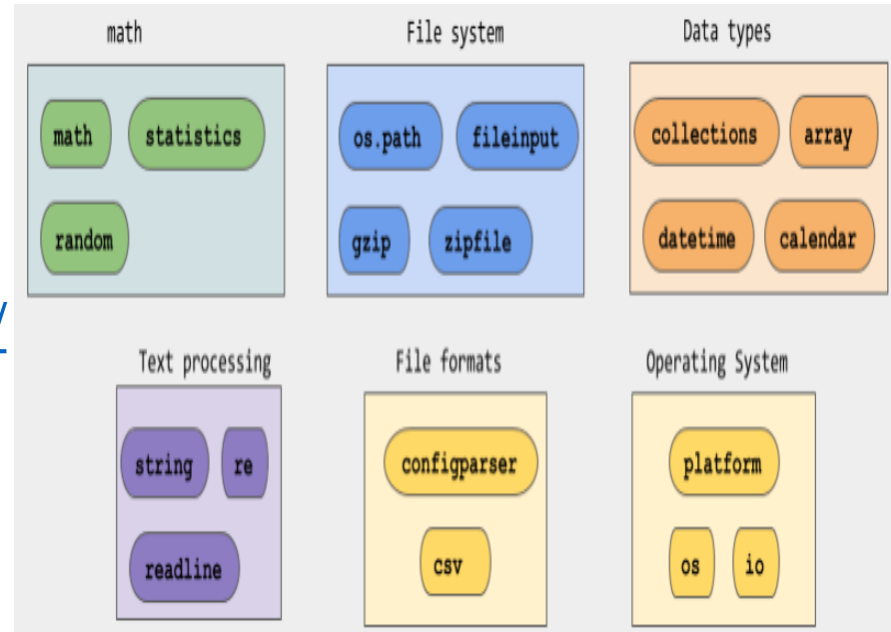 math
math statistics
random
File system
os.path fileinput
gzip zipfile
Data types
collections array
datetime calendar
Text processing
string re
readline
File formats
configparser
csv
Operating System
platform
os io